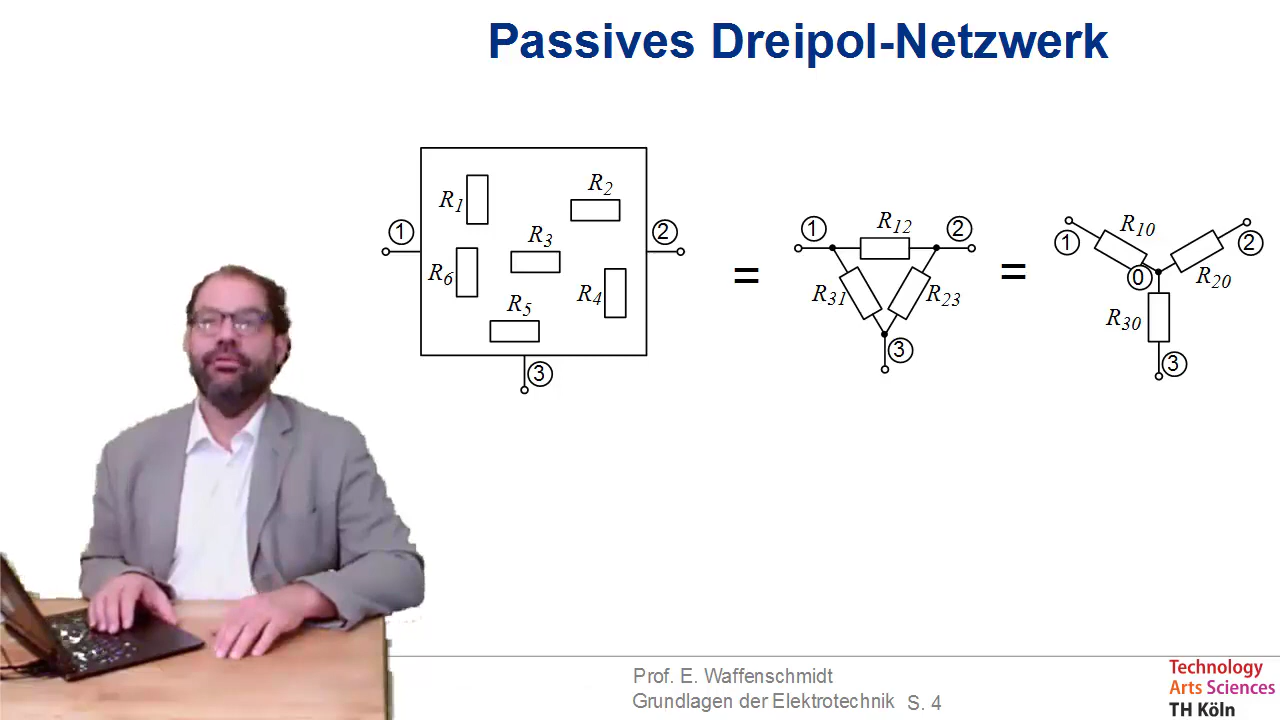 Passives Dreipol-Netzwerk
R1
R2
R3
R4
R5
R6
1
2
3
=
1
R12
2
R31
R23
3
=
1
R10
2
0
R20
R30
3
Prof. E. Waffenschmidt
Grundlagen der Elektrotechnik S. 4
Technology
Arts Sciences
TH Köln